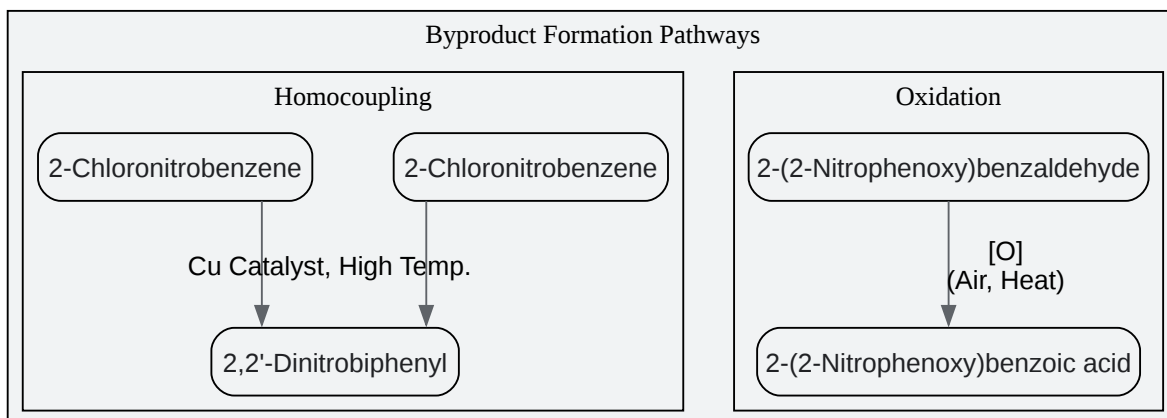 Byproduct Formation Pathways
Homocoupling
2-Chloronitrobenzene
2-Chloronitrobenzene
Cu Catalyst, High Temp.
2,2'-Dinitrobiphenyl
Oxidation
2-(2-Nitrophenoxy)benzaldehyde
[O]
(Air, Heat)
2-(2-Nitrophenoxy)benzoic acid